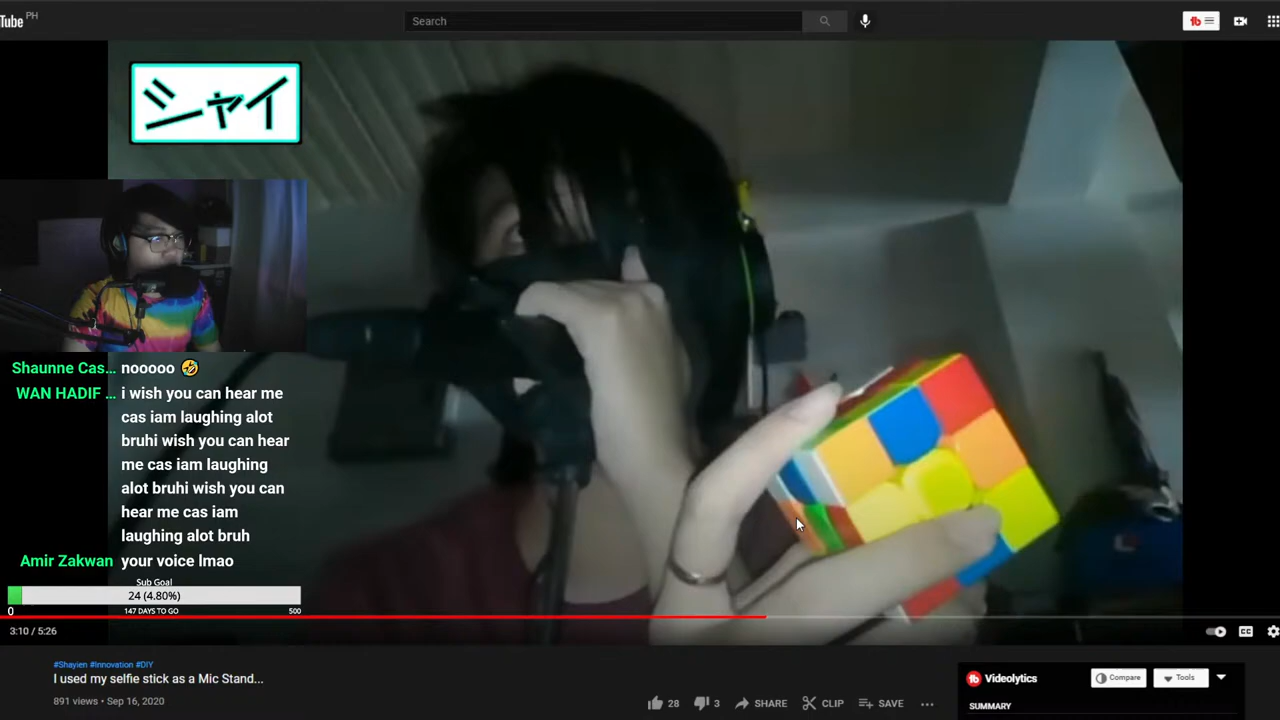 Tube PH
Search
シャイ
Shaunne Cas... nooooo 🤣
WAN HADIF ... i wish you can hear me
cas iam laughing alot
bruhi wish you can hear
me cas iam laughing
alot bruhi wish you can
hear me cas iam
laughing alot bruh
Amir Zakwan your voice lmao
Sub Goal
24 (4.80%)
0 147 DAYS TO GO 500
3:10 / 5:26
CC
#Shayien #Innovation #DIY
I used my selfie stick as a Mic Stand...
891 views • Sep 16, 2020
28 3 SHARE CLIP SAVE ...
tb Videolytics Compare Tools
SUMMARY
tb